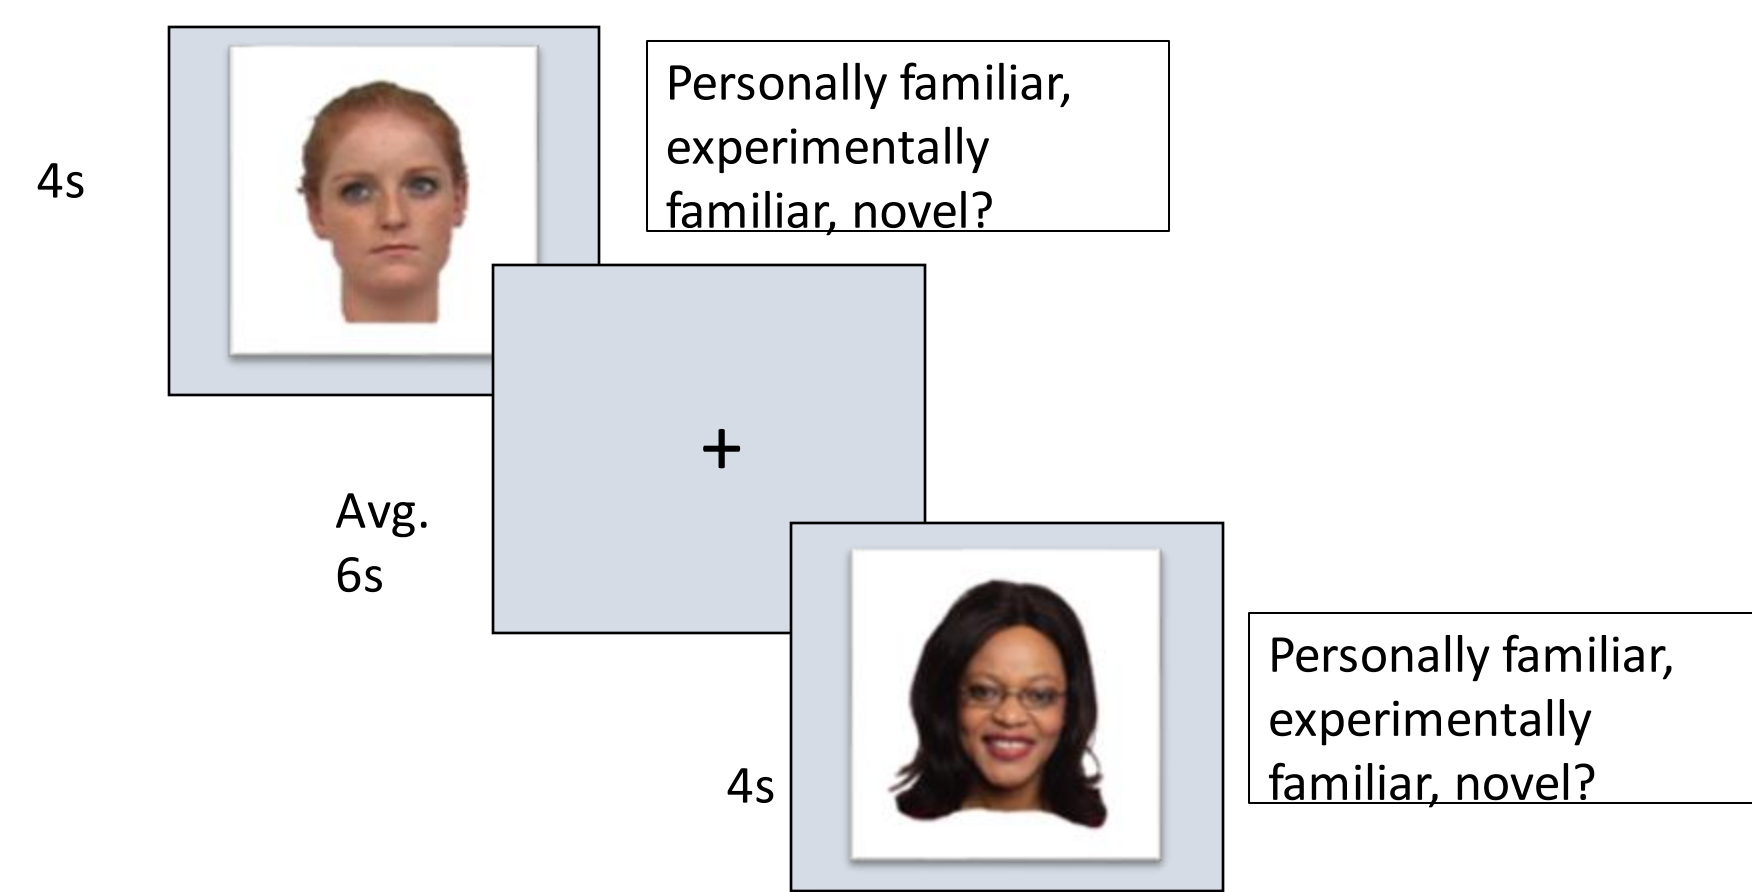 Personally familiar,
experimentally
familiar, novel?
4s
+
Avg.
6s
Personally familiar,
experimentally
familiar, novel?
4s